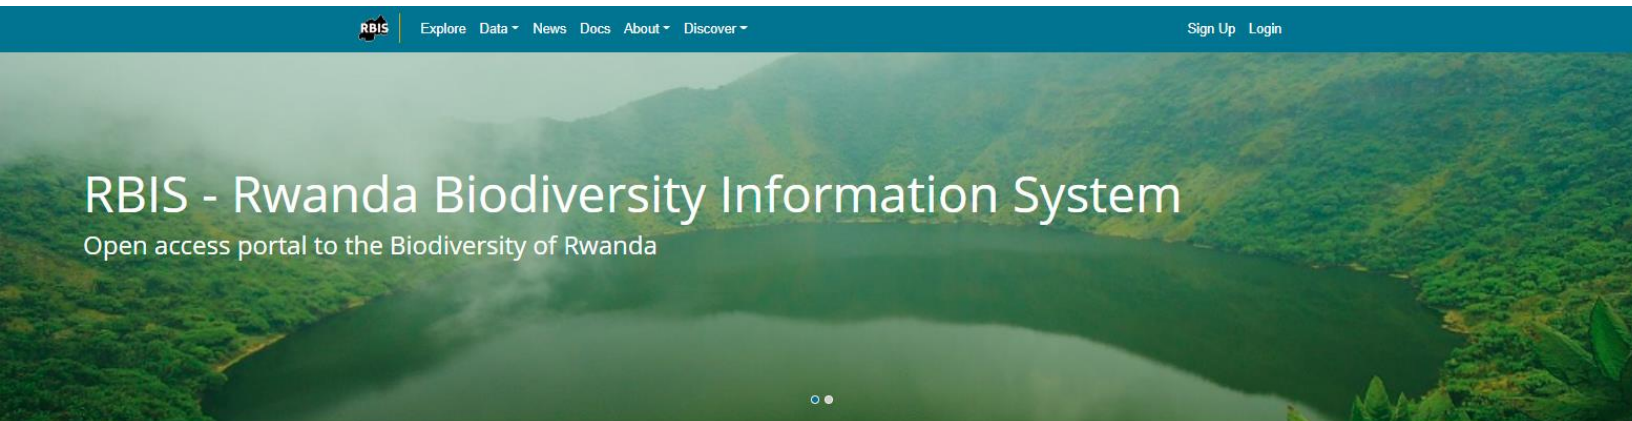 RBIS
Explore Data News Docs About Discover
Sign Up Login
RBIS - Rwanda Biodiversity Information System
Open access portal to the Biodiversity of Rwanda